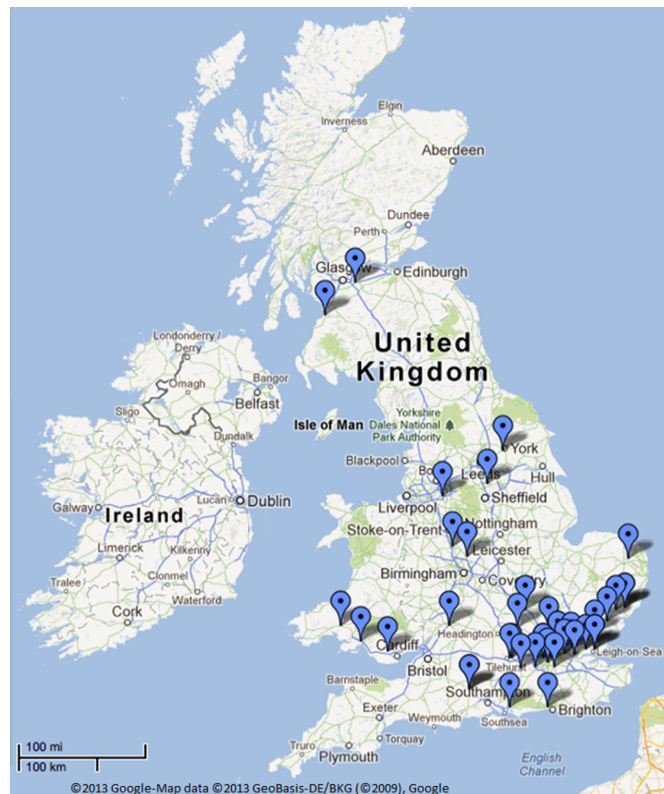 Elgin
Inverness
Aberdeen
Dundee
Perth
Edinburgh
United
Kingdom
Londonderry /
Derry
Omagh
Bangor
Belfast
Sligo
Isle of Man
Yorkshire
Dales National
Park Authority
York
Dundalk
Blackpool
Leeds
Hull
Galway
Lucan
Dublin
Ireland
Liverpool
Sheffield
Stoke-on-Trent
Nottingham
Limerick
Kilkenny
Leicester
Birmingham
Coventry
Tralee
Clonmel
Waterford
Cork
Headington
Cardiff
Leigh-on-Sea
Bristol
Tilehurst
Barnstaple
Southampton
Exeter
Weymouth
Southsea
Brighton
Truro
Plymouth
Torquay
100 mi
100 km
English
Channel
©2013 Google-Map data ©2013 GeoBasis-DE/BKG (©2009), Google